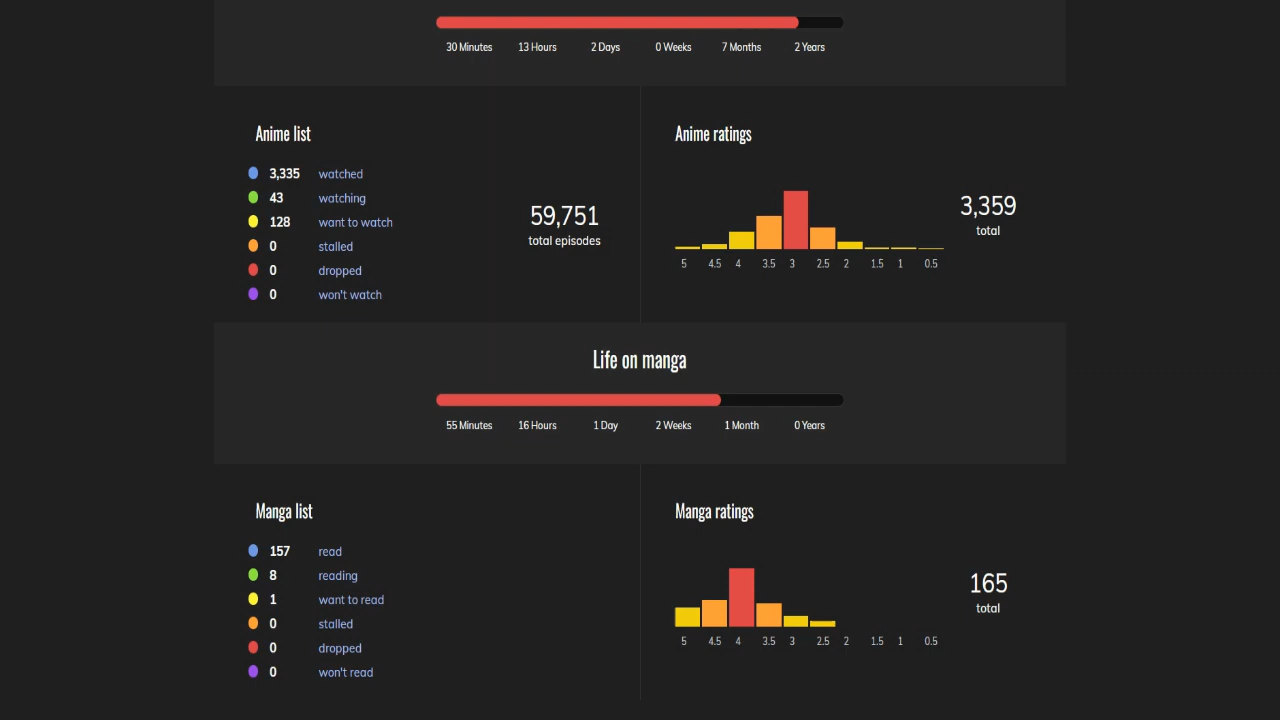 30 Minutes 13 Hours 2 Days 0 Weeks 7 Months 2 Years
Anime list
3,335 watched
43 watching
128 want to watch
0 stalled
0 dropped
0 won't watch
59,751
total episodes
Anime ratings
5 4.5 4 3.5 3 2.5 2 1.5 1 0.5
3,359
total
Life on manga
55 Minutes 16 Hours 1 Day 2 Weeks 1 Month 0 Years
Manga list
157 read
8 reading
1 want to read
0 stalled
0 dropped
0 won't read
Manga ratings
5 4.5 4 3.5 3 2.5 2 1.5 1 0.5
165
total